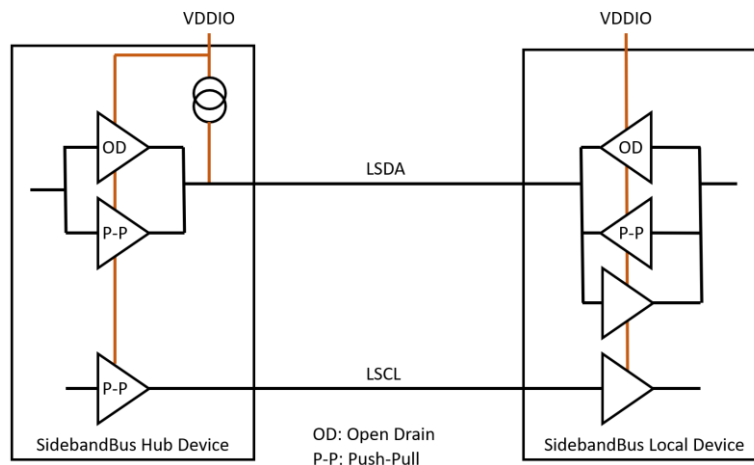 VDDIO
VDDIO
OD
OD
LSDA
P-P
P-P
LSCL
P-P
OD: Open Drain
SidebandBus Hub Device
SidebandBus Local Device
P-P: Push-Pull